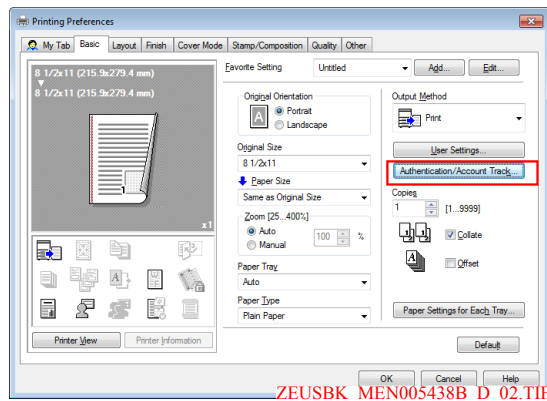 Printing Preferences
My Tab Basic Layout Finish Cover Mode Stamp/Composition Quality Other
8 1/2x11 (215.9x279.4 mm)
8 1/2x11 (215.9x279.4 mm)
1
x1
Printer View Printer Information
Favorite Setting Untitled Add... Edit...
Original Orientation
A Portrait
Landscape
Original Size
8 1/2x11
Paper Size
Same as Original Size
Zoom [25...400%]
Auto
Manual
100 %
Paper Tray
Auto
Paper Type
Plain Paper
Output Method
Print
User Settings...
Authentication/Account Track...
Copies
1 [1...9999]
Collate
Offset
Paper Settings for Each Tray...
Default
OK Cancel Help
ZEUSBK_MEN005438B_D_02.TIF